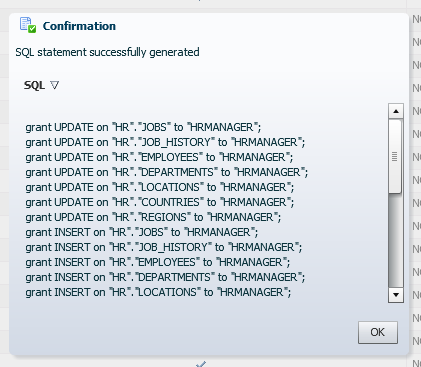 Confirmation
SQL statement successfully generated
SQL ▽
grant UPDATE on "HR"."JOBS" to "HRMANAGER";
grant UPDATE on "HR"."JOB_HISTORY" to "HRMANAGER";
grant UPDATE on "HR"."EMPLOYEES" to "HRMANAGER";
grant UPDATE on "HR"."DEPARTMENTS" to "HRMANAGER";
grant UPDATE on "HR"."LOCATIONS" to "HRMANAGER";
grant UPDATE on "HR"."COUNTRIES" to "HRMANAGER";
grant UPDATE on "HR"."REGIONS" to "HRMANAGER";
grant INSERT on "HR"."JOBS" to "HRMANAGER";
grant INSERT on "HR"."JOB_HISTORY" to "HRMANAGER";
grant INSERT on "HR"."EMPLOYEES" to "HRMANAGER";
grant INSERT on "HR"."DEPARTMENTS" to "HRMANAGER";
grant INSERT on "HR"."LOCATIONS" to "HRMANAGER";
OK